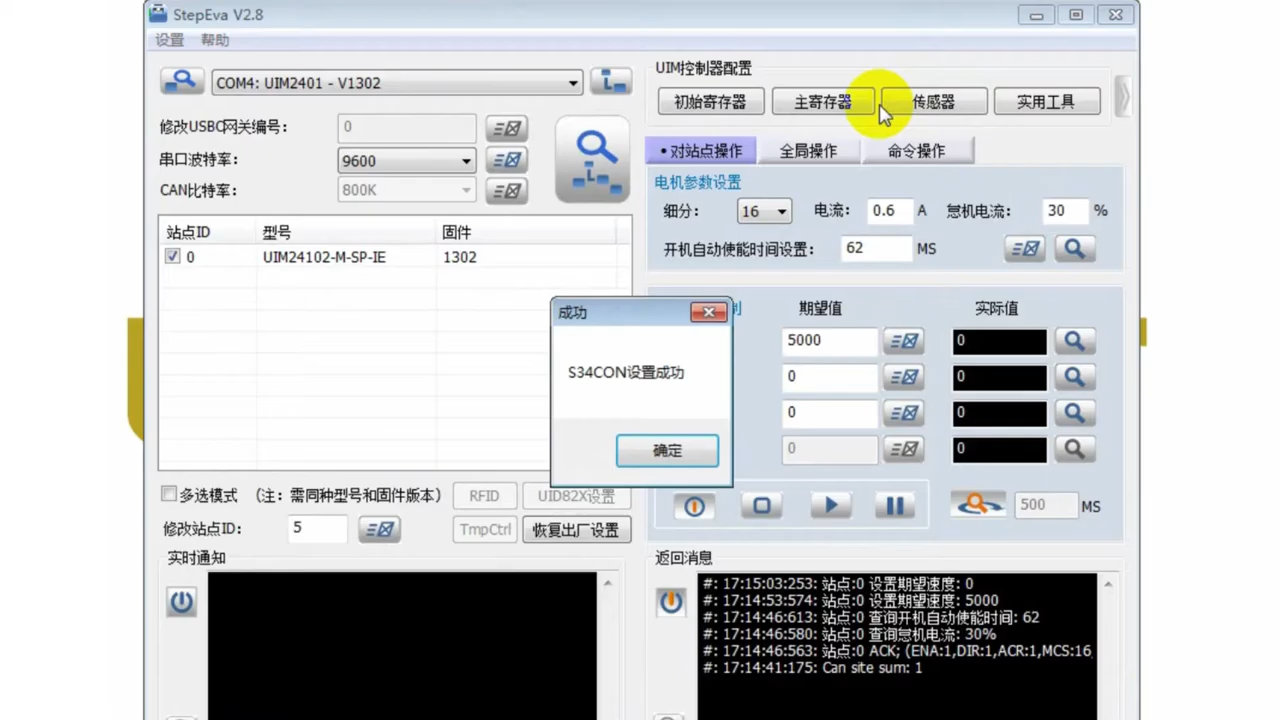 StepEva V2.8
设置 帮助
COM4: UIM2401 - V1302
修改USBC网关编号: 0
串口波特率: 9600
CAN比特率: 800K
站点ID 型号 固件
0 UIM24102-M-SP-IE 1302
多选模式 (注: 需同种型号和固件版本) RFID UID82X设置
修改站点ID: 5 TmpCtrl 恢复出厂设置
实时通知
UIM控制器配置
初始寄存器 主寄存器 传感器 实用工具
•对站点操作 全局操作 命令操作
电机参数设置
细分: 16 电流: 0.6 A 怠机电流: 30 %
开机自动使能时间设置: 62 MS
期望值 实际值
5000 0
0 0
0 0
0 0
500 MS
成功
S34CON设置成功
确定
返回消息
#: 17:15:03:253: 站点:0 设置期望速度: 0
#: 17:14:53:574: 站点:0 设置期望速度: 5000
#: 17:14:46:613: 站点:0 查询开机自动使能时间: 62
#: 17:14:46:580: 站点:0 查询怠机电流: 30%
#: 17:14:46:563: 站点:0 ACK; (ENA:1,DIR:1,ACR:1,MCS:16,
#: 17:14:41:175: Can site sum: 1